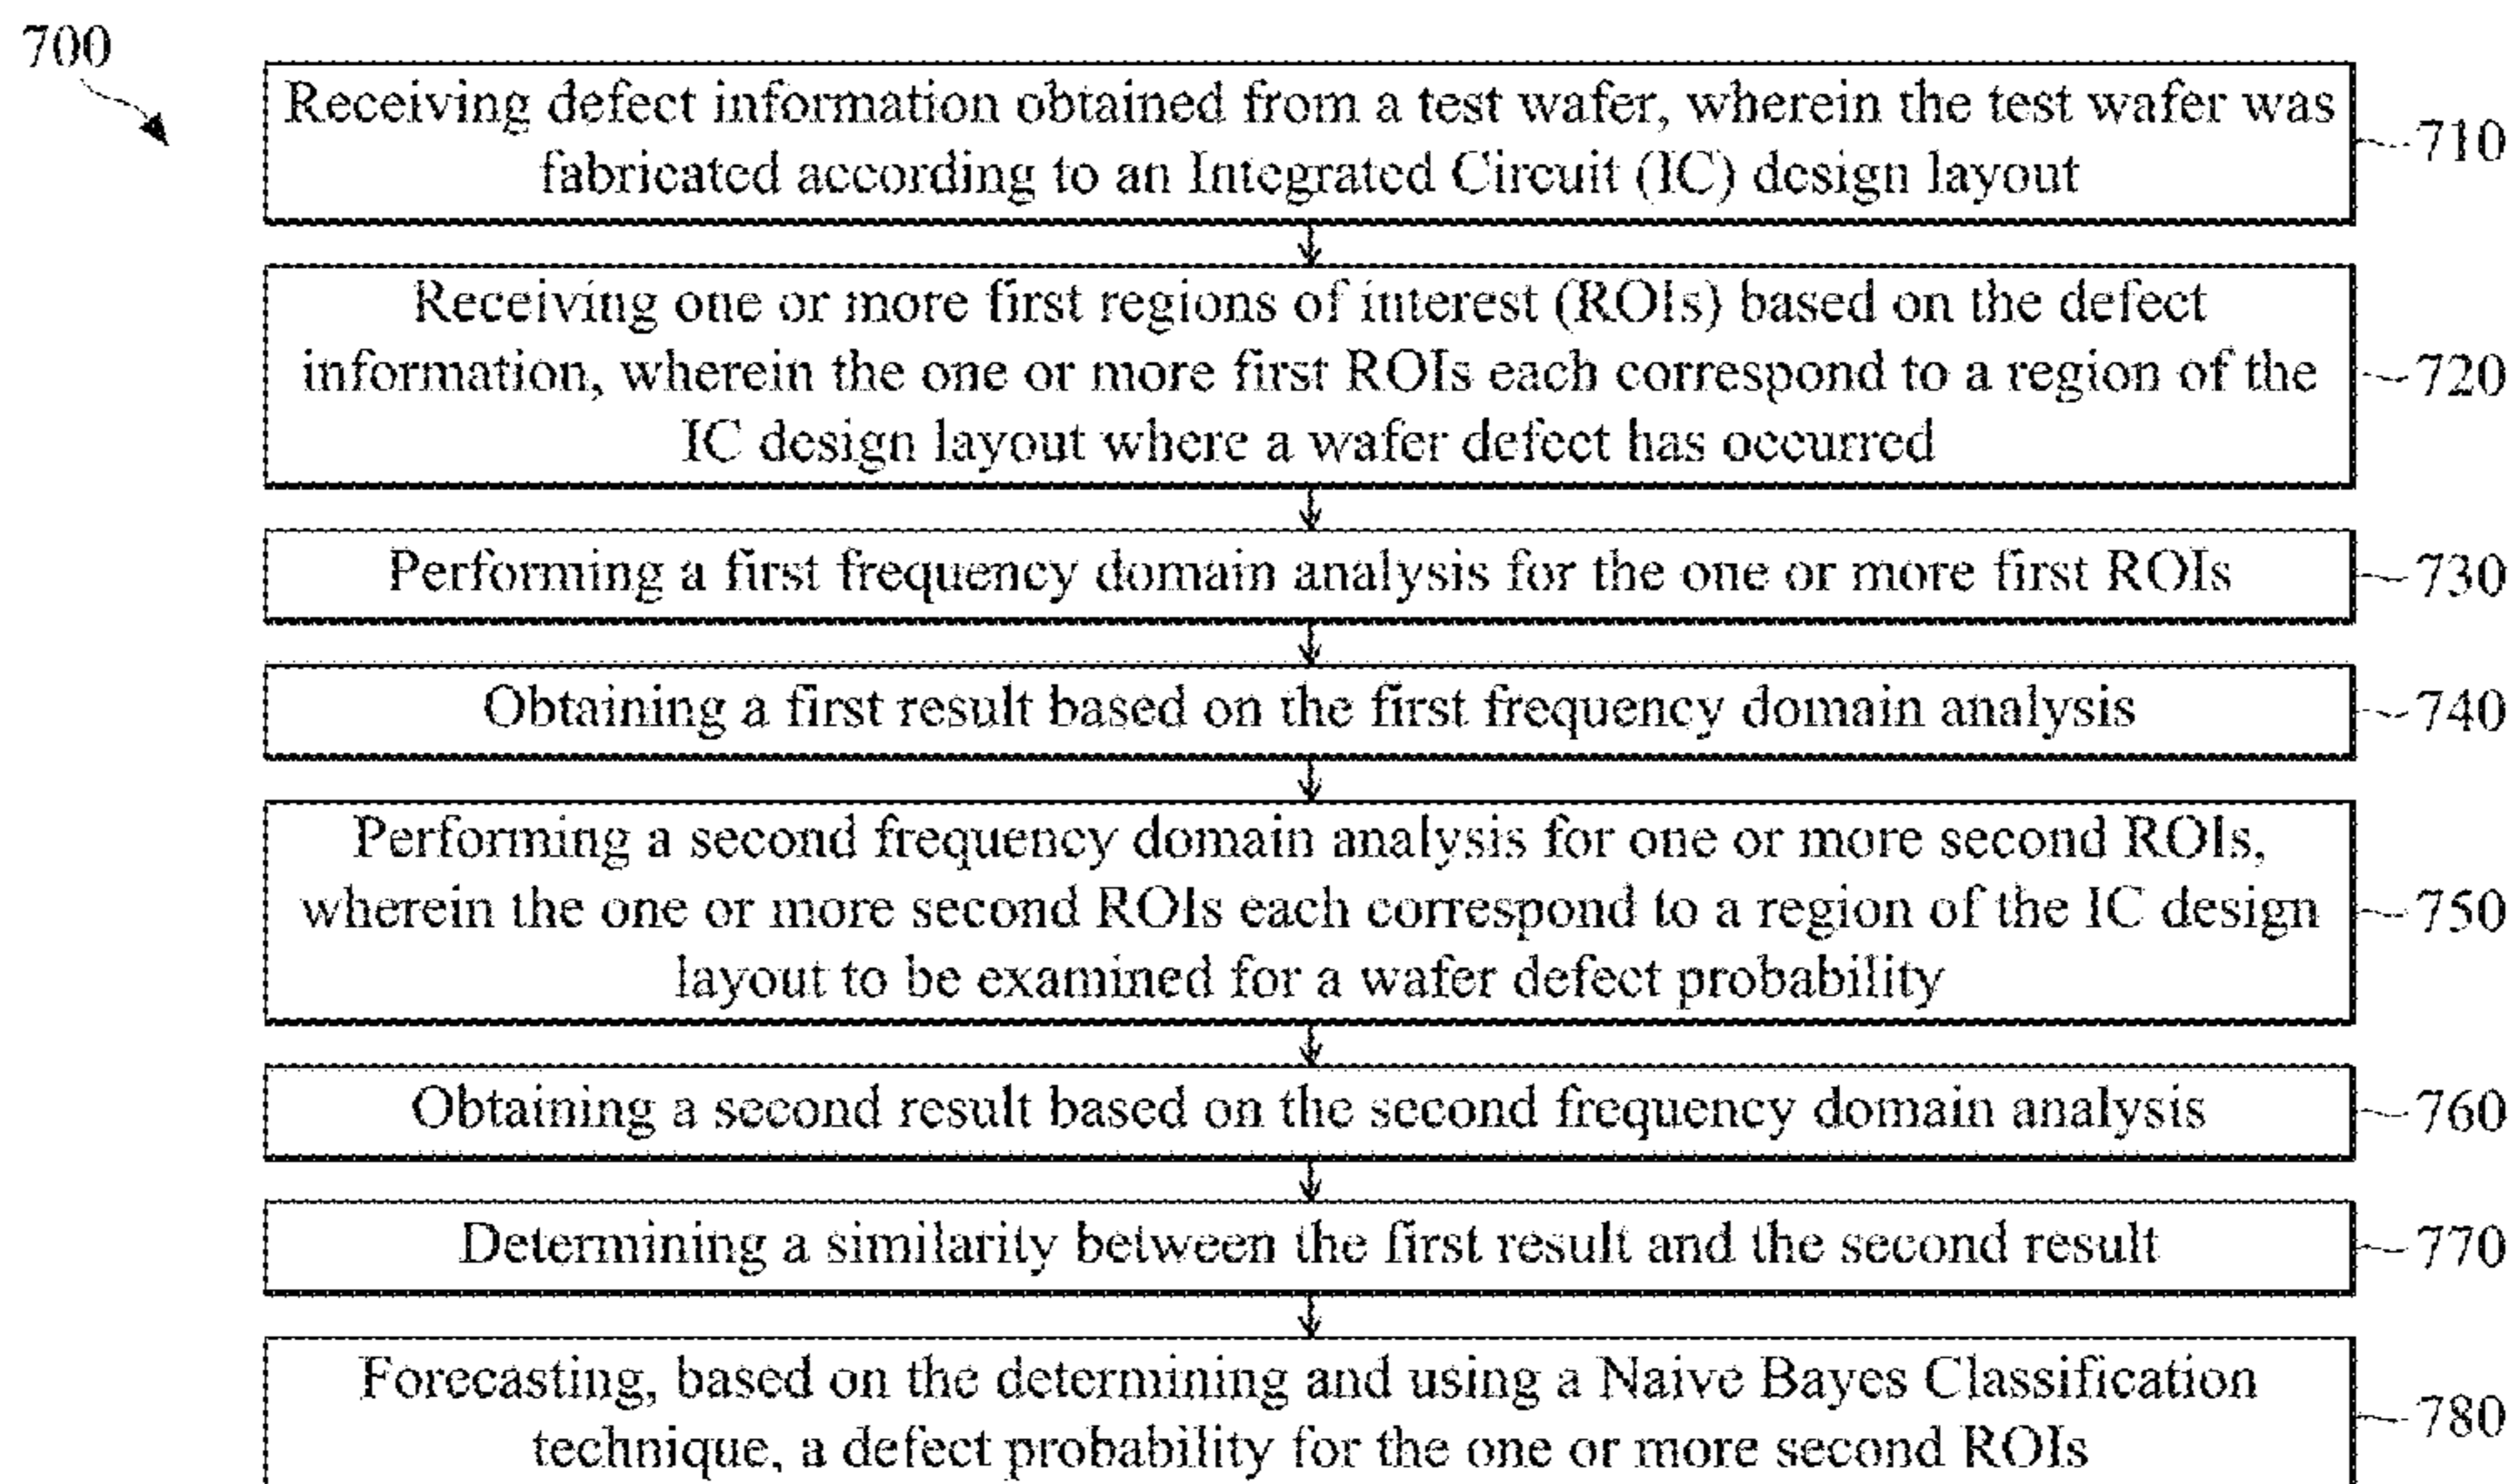 700
Receiving defect information obtained from a test wafer, wherein the test wafer was
fabricated according to an Integrated Circuit (IC) design layout
710
Receiving one or more first regions of interest (ROIs) based on the defect
information, wherein the one or more first ROIs each correspond to a region of the
IC design layout where a wafer defect has occurred
720
Performing a first frequency domain analysis for the one or more first ROIs
730
Obtaining a first result based on the first frequency domain analysis
740
Performing a second frequency domain analysis for one or more second ROIs,
wherein the one or more second ROIs each correspond to a region of the IC design
layout to be examined for a wafer defect probability
750
Obtaining a second result based on the second frequency domain analysis
760
Determining a similarity between the first result and the second result
770
Forecasting, based on the determining and using a Naive Bayes Classification
technique, a defect probability for the one or more second ROIs
780